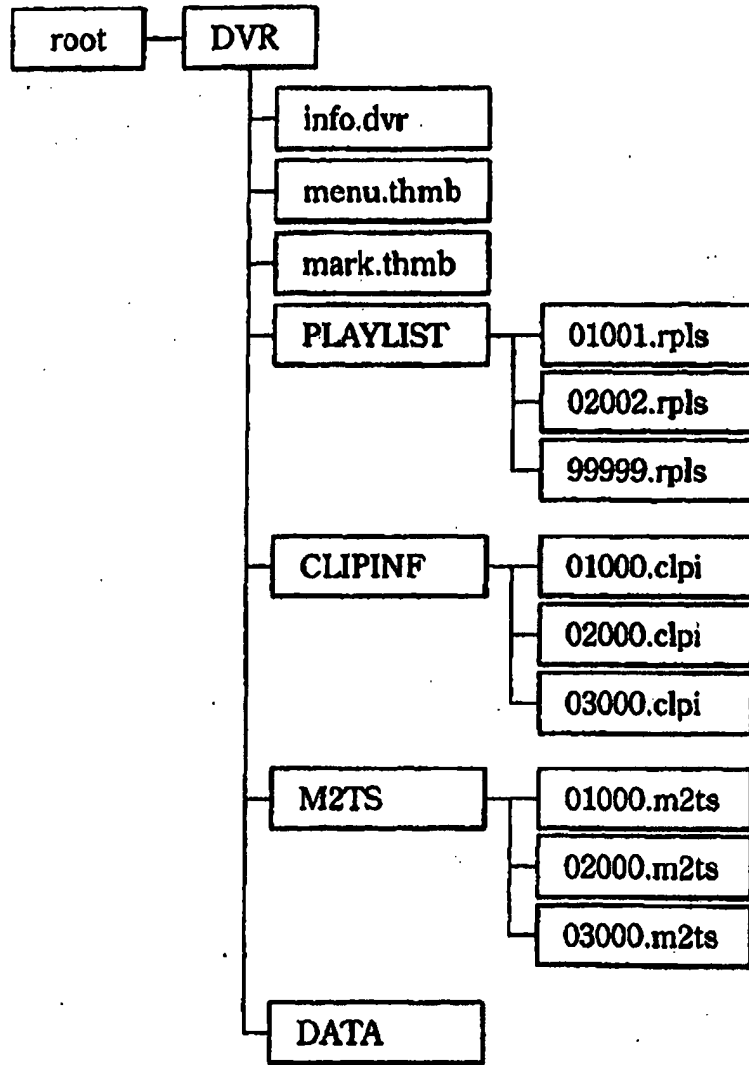 root DVR
info.dvr
menu.thmb
mark.thmb
PLAYLIST 01001.rpls
02002.rpls
99999.rpls
CLIPINF 01000.clpi
02000.clpi
03000.clpi
M2TS 01000.m2ts
02000.m2ts
03000.m2ts
DATA